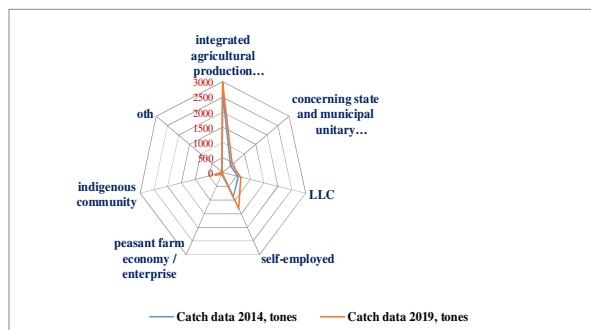 integrated
agricultural
production...
3000
2500
2000
1500
1000
500
0
concerning state
and municipal
unitary...
LLC
self-employed
peasant farm
economy /
enterprise
indigenous
community
oth
Catch data 2014, tones
Catch data 2019, tones